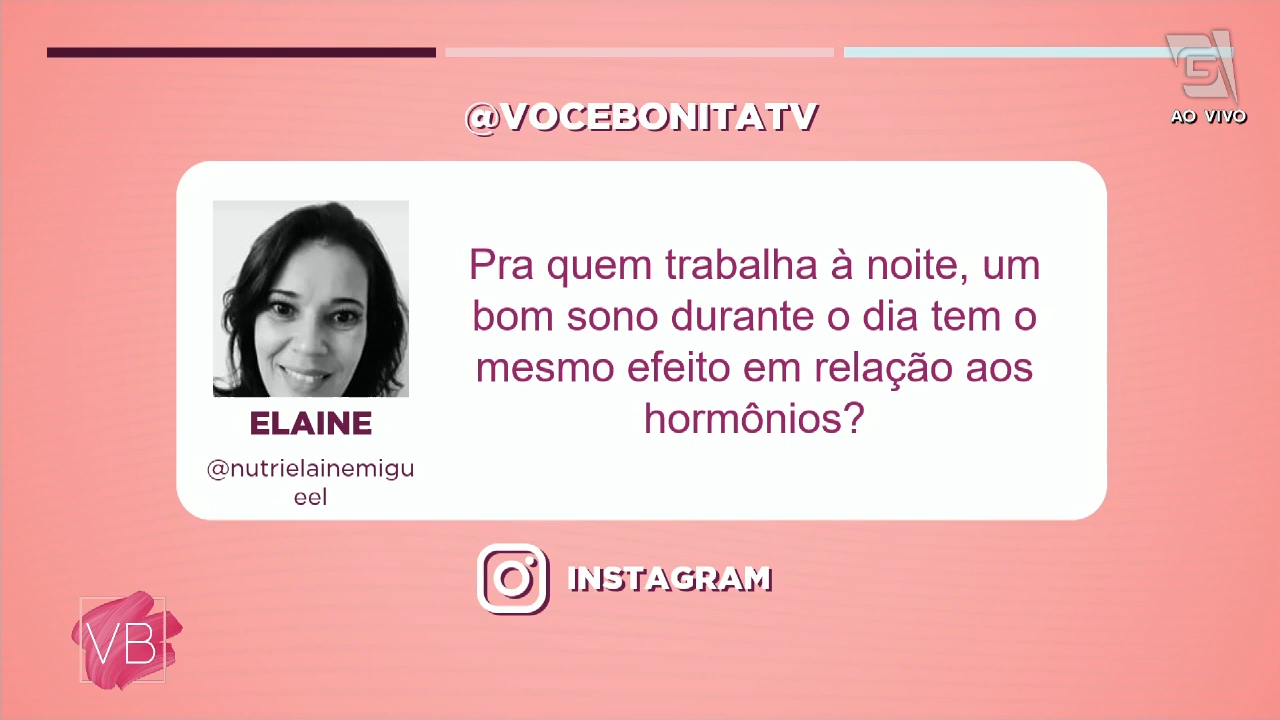 AO VIVO
@VOCEBONITATV
Pra quem trabalha à noite, um
bom sono durante o dia tem o
mesmo efeito em relação aos
hormônios?
ELAINE
@nutrielainemigu
eel
INSTAGRAM
VB